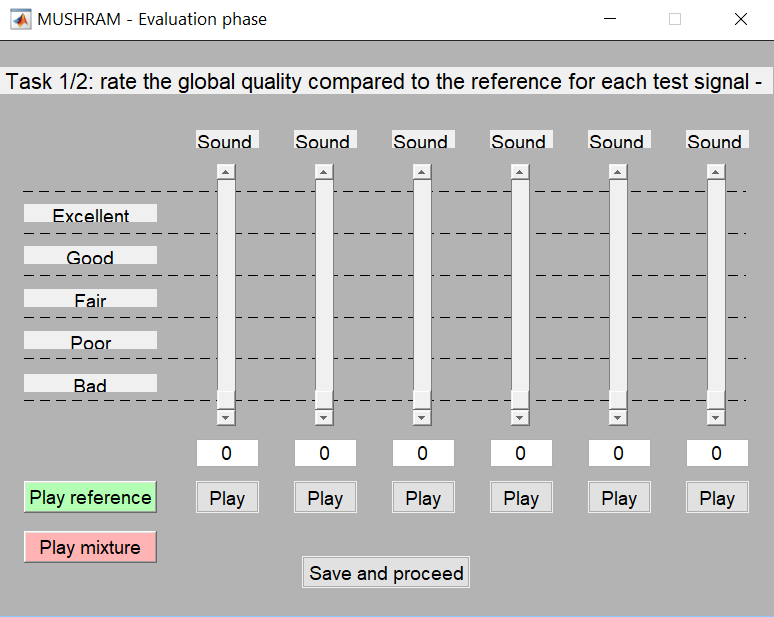 MUSHRAM - Evaluation phase
Task 1/2: rate the global quality compared to the reference for each test signal -
Sound Sound Sound Sound Sound Sound
Excellent
Good
Fair
Poor
Bad
0 0 0 0 0 0
Play reference Play Play Play Play Play Play
Play mixture
Save and proceed